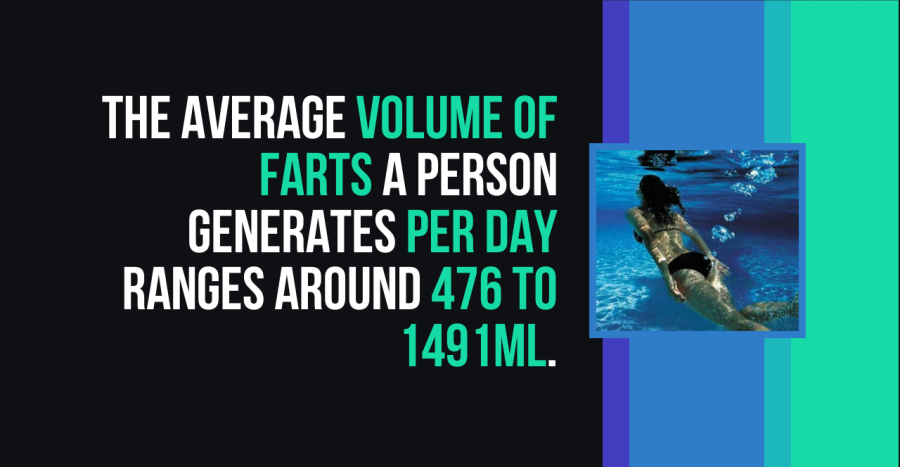 THE AVERAGE VOLUME OF
FARTS A PERSON
GENERATES PER DAY
RANGES AROUND 476 TO
1491ML.